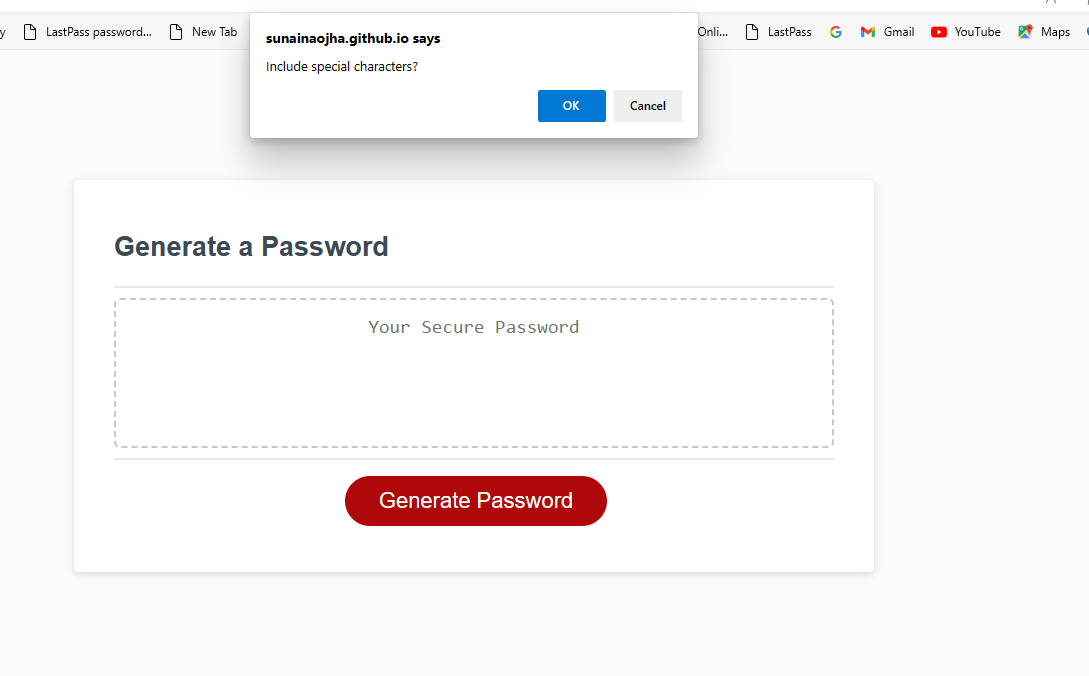 y LastPass password... New Tab Onli... LastPass Gmail YouTube Maps
sunainaojha.github.io says
Include special characters?
OK Cancel
Generate a Password
Your Secure Password
Generate Password